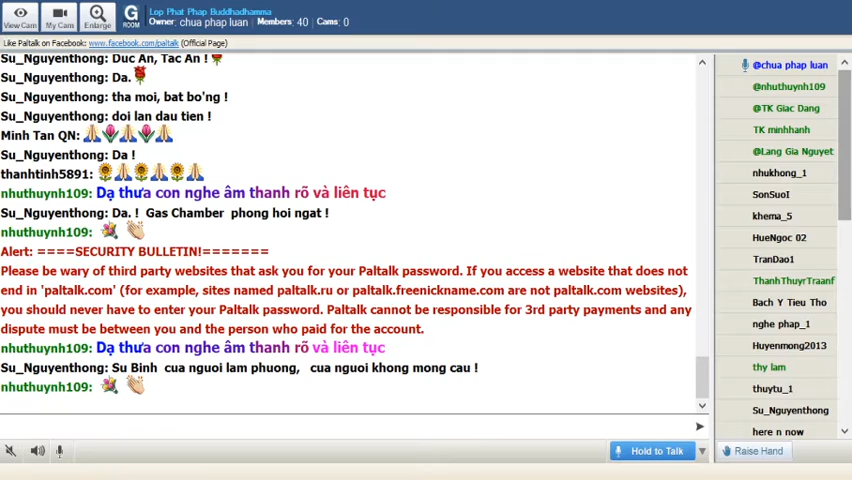 View Cam
My Cam
Enlarge
G
ROOM
Lop Phat Phap Buddhadhamma
Owner: chua phap luan Members: 40 Cams: 0
Like Paltalk on Facebook: www.facebook.com/paltalk (Official Page)
Su_Nguyenthong: Duc An, Tac An !
Su_Nguyenthong: Da.
Su_Nguyenthong: tha moi, bat bo'ng !
Su_Nguyenthong: doi lan dau tien !
Minh Tan QN:
Su_Nguyenthong: Da !
thanhtinh5891:
nhuthuynh109: Dạ thưa con nghe âm thanh rõ và liên tục
Su_Nguyenthong: Da. ! Gas Chamber phong hoi ngat !
nhuthuynh109:
Alert: ====SECURITY BULLETIN!=======
Please be wary of third party websites that ask you for your Paltalk password. If you access a website that does not
end in 'paltalk.com' (for example, sites named paltalk.ru or paltalk.freenickname.com are not paltalk.com websites),
you should never have to enter your Paltalk password. Paltalk cannot be responsible for 3rd party payments and any
dispute must be between you and the person who paid for the account.
nhuthuynh109: Dạ thưa con nghe âm thanh rõ và liên tục
Su_Nguyenthong: Su Binh cua nguoi lam phuong, cua nguoi khong mong cau !
nhuthuynh109:
Hold to Talk
@chua phap luan
@nhuthuynh109
@TK Giac Dang
TK minhhanh
@Lang Gia Nguyet
nhukhong_1
SonSuoI
khema_5
HueNgoc 02
TranDao1
ThanhThuyrTraanf
Bach Y Tieu Tho
nghe phap_1
Huyenmong2013
thy lam
thuytu_1
Su_Nguyenthong
here n now
Raise Hand